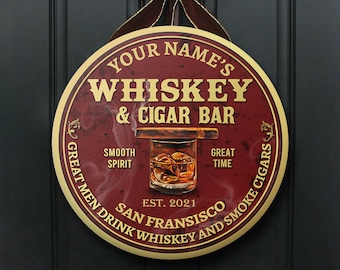 YOUR NAME'S
WHISKEY
& CIGAR BAR
SMOOTH
SPIRIT
GREAT
TIME
EST. 2021
SAN FRANSISCO
GREAT MEN DRINK WHISKEY AND SMOKE CIGARS